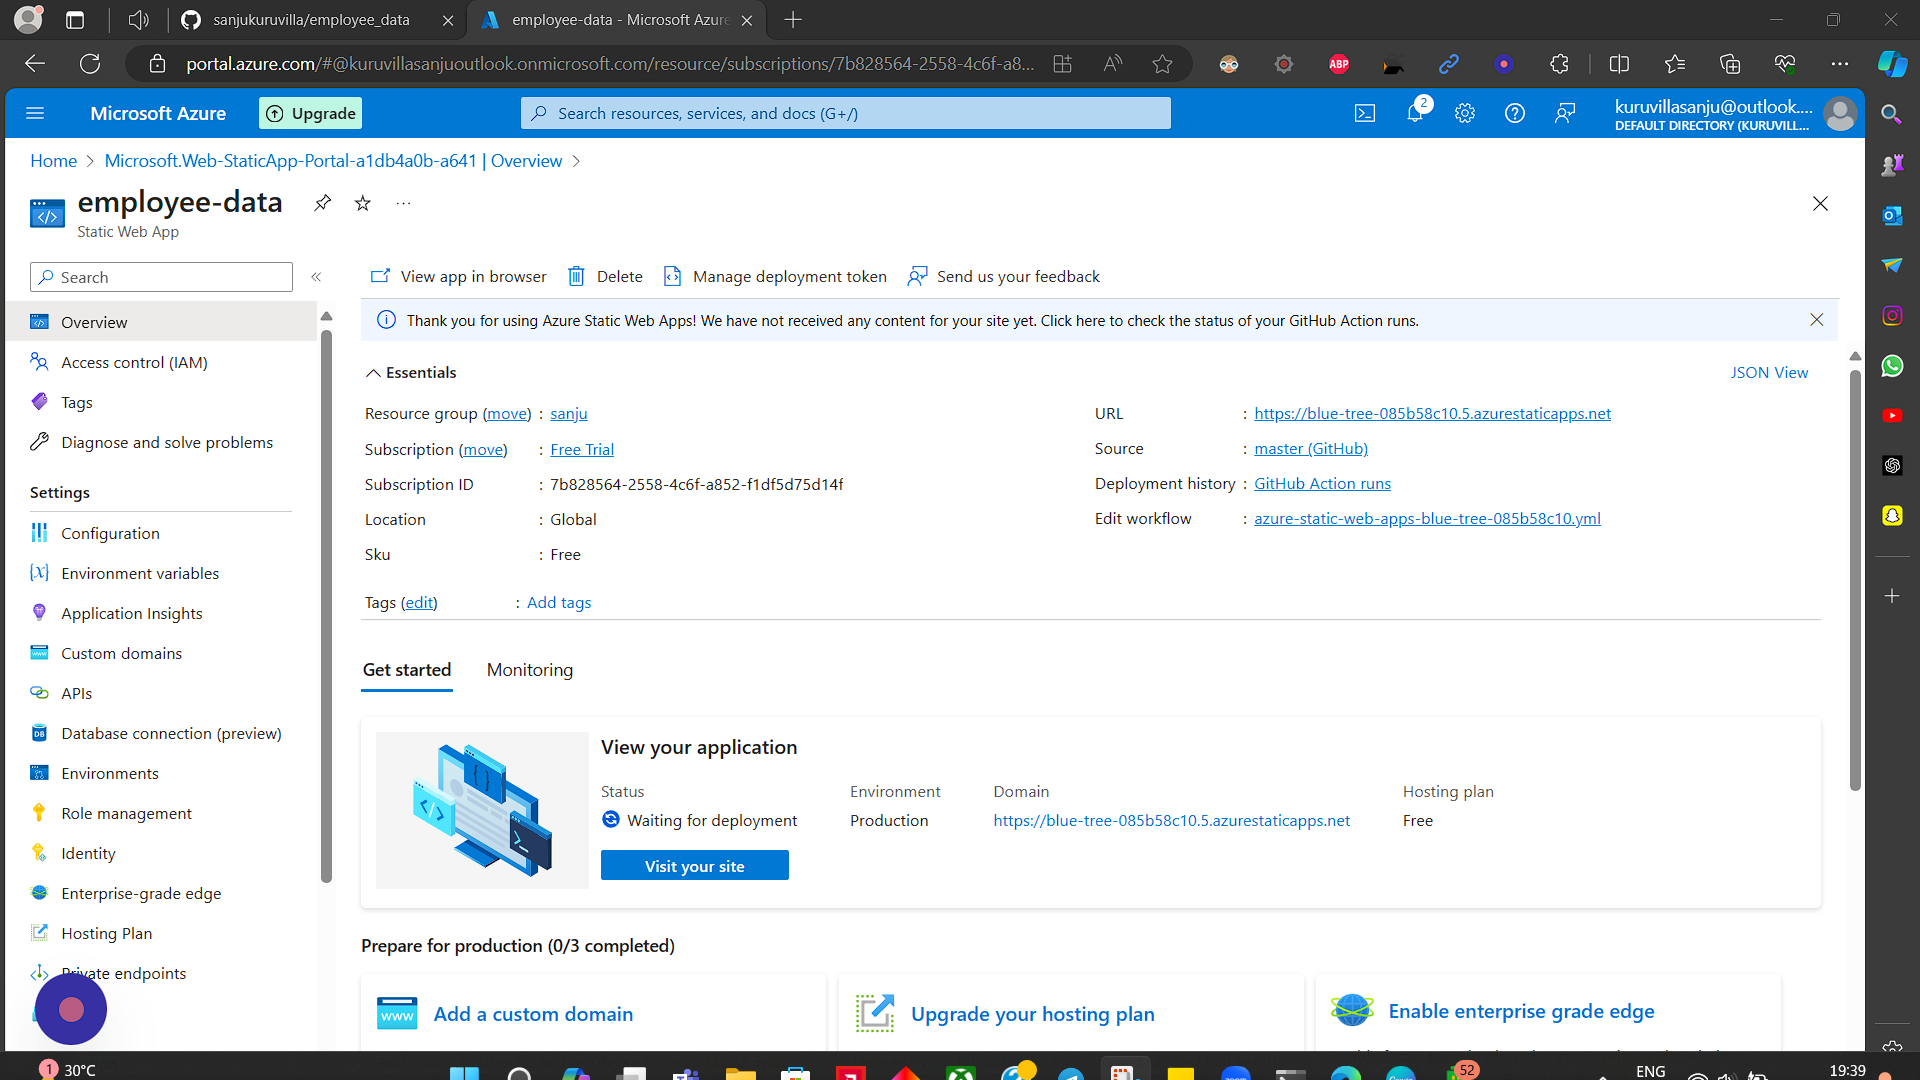 sanjukuruvilla/employee_data
employee-data - Microsoft Azure
portal.azure.com/#@kuruvillasanjuoutlook.onmicrosoft.com/resource/subscriptions/7b828564-2558-4c6f-a8...
ABP
Microsoft Azure
Upgrade
Search resources, services, and docs (G+/)
2
kuruvillasanju@outlook....
DEFAULT DIRECTORY (KURUVILL...
Home > Microsoft.Web-StaticApp-Portal-a1db4a0b-a641 | Overview >
employee-data
Static Web App
Search
View app in browser
Delete
Manage deployment token
Send us your feedback
Thank you for using Azure Static Web Apps! We have not received any content for your site yet. Click here to check the status of your GitHub Action runs.
Overview
Access control (IAM)
Tags
Diagnose and solve problems
Settings
Configuration
Environment variables
Application Insights
Custom domains
APIs
Database connection (preview)
Environments
Role management
Identity
Enterprise-grade edge
Hosting Plan
Private endpoints
Essentials
JSON View
Resource group (move) : sanju
Subscription (move) : Free Trial
Subscription ID : 7b828564-2558-4c6f-a852-f1df5d75d14f
Location : Global
Sku : Free
URL : https://blue-tree-085b58c10.5.azurestaticapps.net
Source : master (GitHub)
Deployment history : GitHub Action runs
Edit workflow : azure-static-web-apps-blue-tree-085b58c10.yml
Tags (edit) : Add tags
Get started
Monitoring
View your application
Status
Waiting for deployment
Environment
Production
Domain
https://blue-tree-085b58c10.5.azurestaticapps.net
Hosting plan
Free
Visit your site
Prepare for production (0/3 completed)
Add a custom domain
Upgrade your hosting plan
Enable enterprise grade edge
1
30°C
52
ENG
19:39